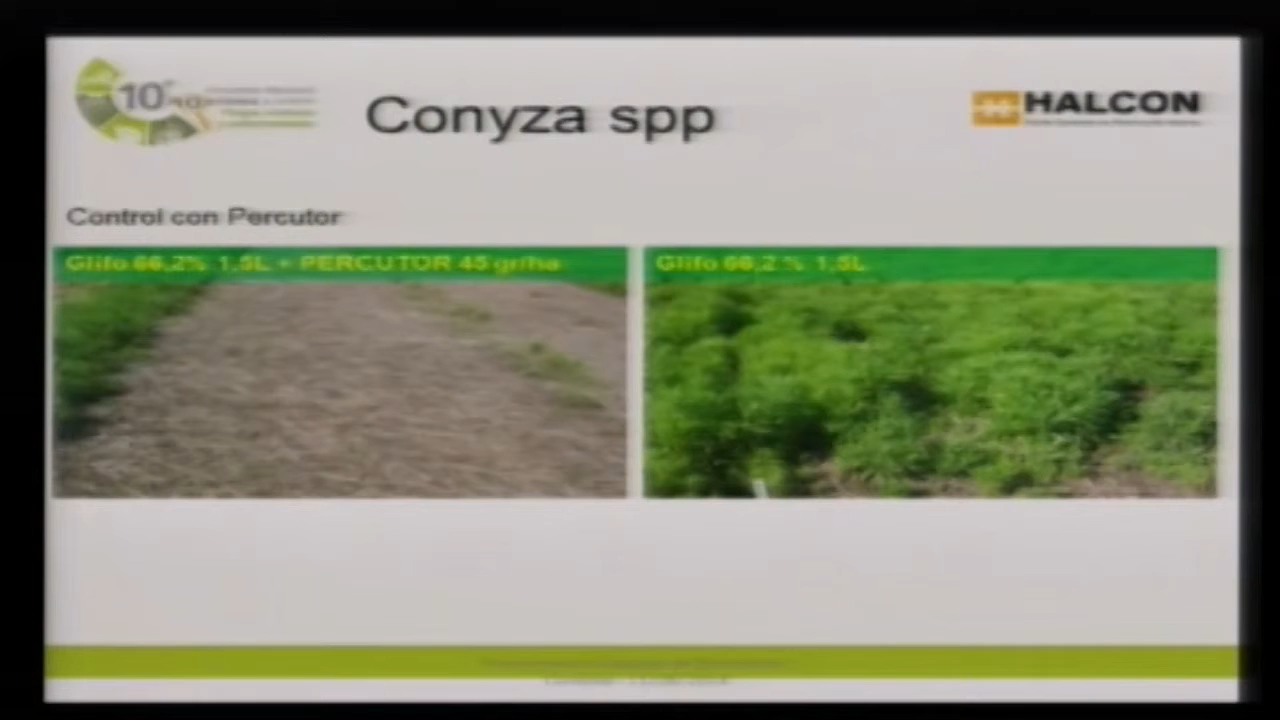 10º
Conyza spp
HALCON
Control con Percutor
Glifo 66,2% 1,5L + PERCUTOR 45 gr/ha
Glifo 66,2 % 1,5L